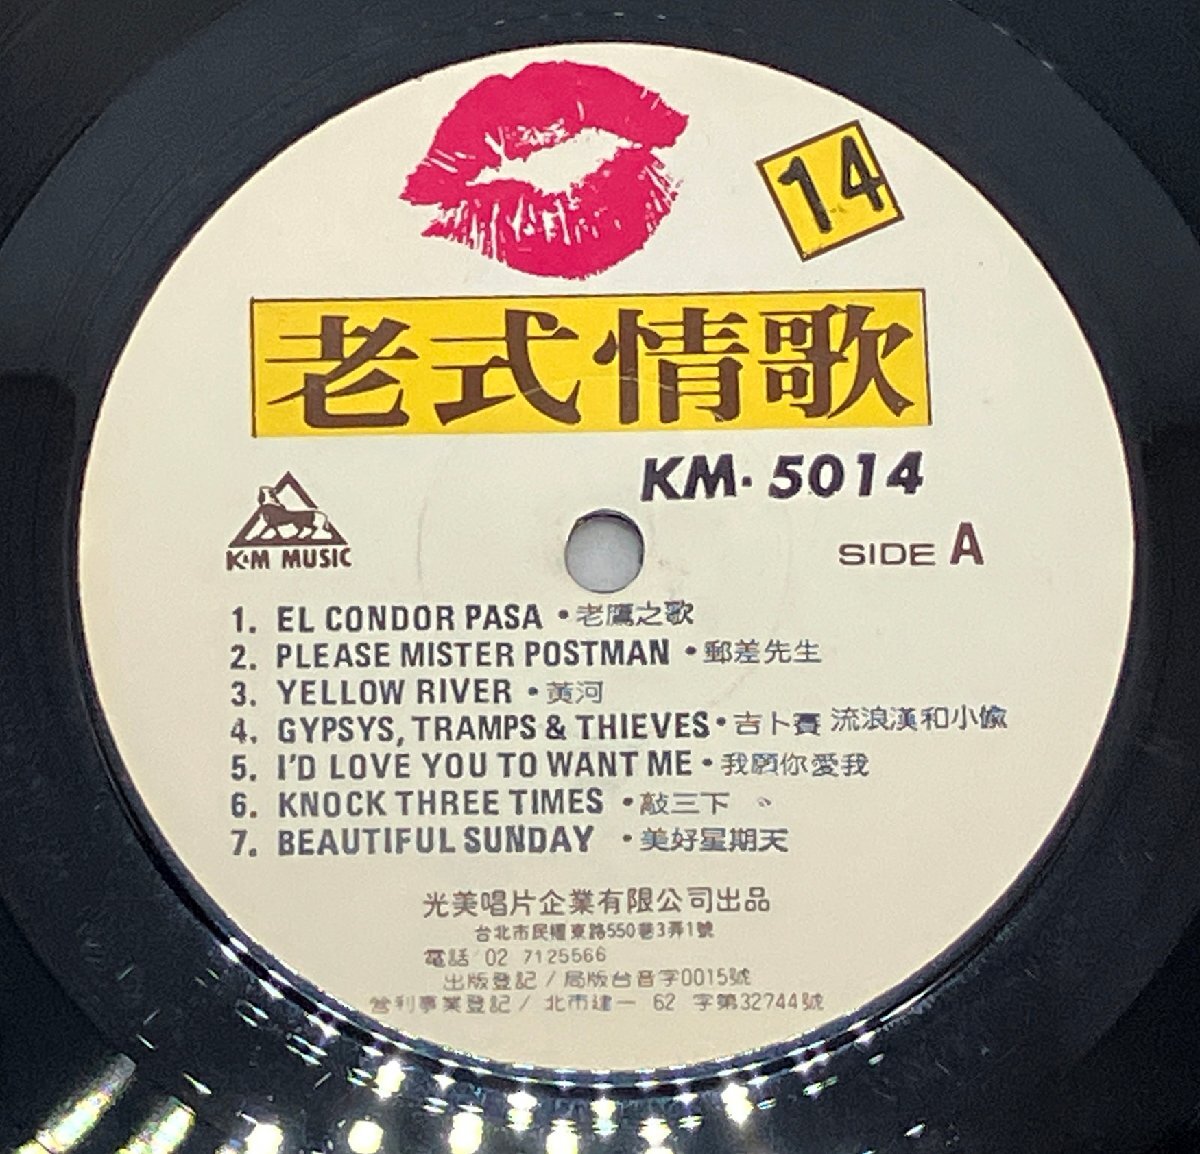 14
老式情歌
KM. 5014
K&M MUSIC
SIDE A
1. EL CONDOR PASA • 老鷹之歌
2. PLEASE MISTER POSTMAN • 郵差先生
3. YELLOW RIVER • 黃河
4. GYPSYS, TRAMPS & THIEVES • 吉卜賽 流浪漢和小偸
5. I'D LOVE YOU TO WANT ME • 我願你愛我
6. KNOCK THREE TIMES • 敲三下 。
7. BEAUTIFUL SUNDAY • 美好星期天
光美唱片企業有限公司出品
台北市民權東路550巷3弄1號
電話 02 7125566
出版登記 / 局版台音字0015號
營利事業登記 / 北市建一 62 字第32744號